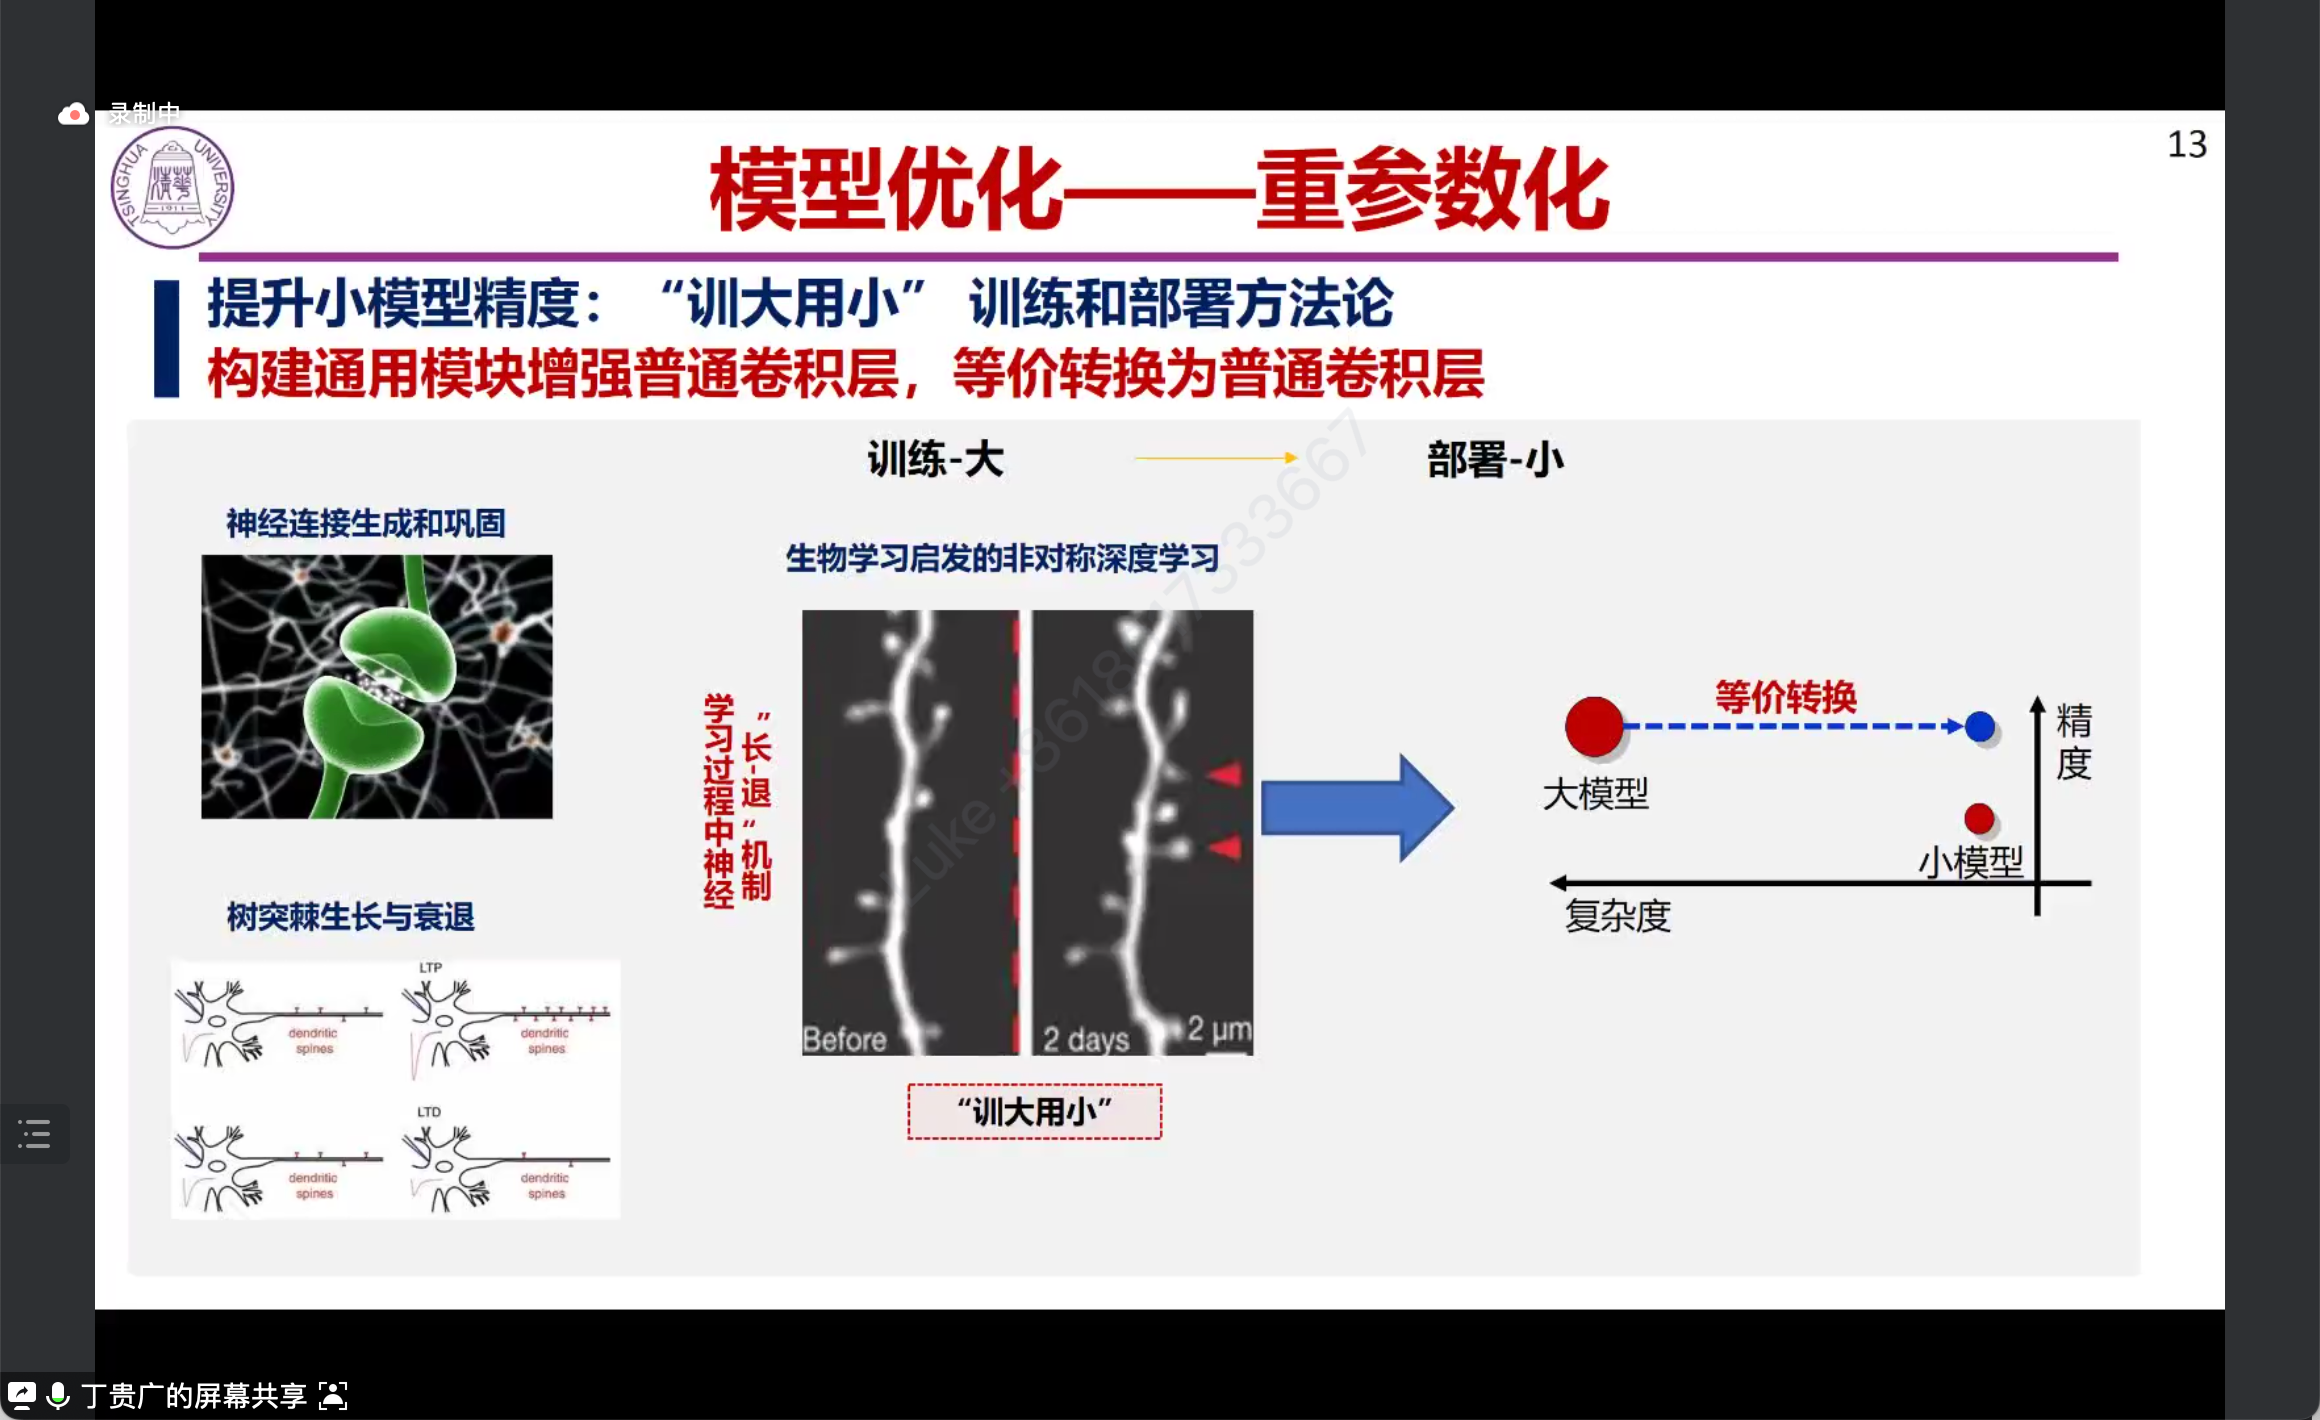 录制中
TSINGHUA UNIVERSITY
清華
1911
13
模型优化——重参数化
提升小模型精度：“训大用小” 训练和部署方法论
构建通用模块增强普通卷积层，等价转换为普通卷积层
训练-大
部署-小
神经连接生成和巩固
生物学习启发的非对称深度学习
学习过程中神经
”长-退“机制
Before
2 days
2 μm
“训大用小”
等价转换
大模型
小模型
精度
复杂度
树突棘生长与衰退
dendritic
spines
LTP
dendritic
spines
dendritic
spines
LTD
dendritic
spines
丁贵广的屏幕共享